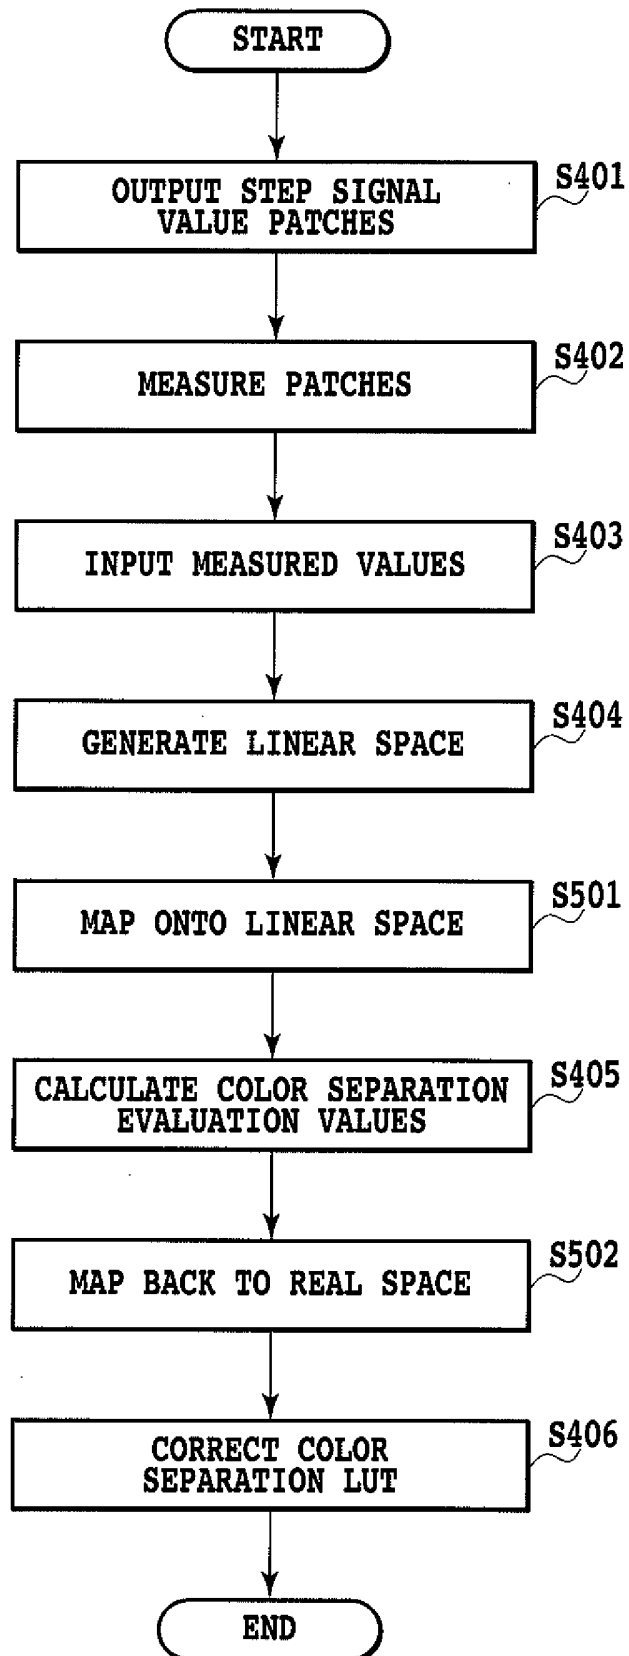 START
S401
OUTPUT STEP SIGNAL
VALUE PATCHES
S402
MEASURE PATCHES
S403
INPUT MEASURED VALUES
S404
GENERATE LINEAR SPACE
S501
MAP ONTO LINEAR SPACE
S405
CALCULATE COLOR SEPARATION
EVALUATION VALUES
S502
MAP BACK TO REAL SPACE
S406
CORRECT COLOR
SEPARATION LUT
END